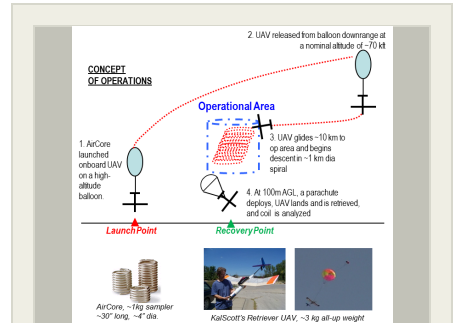 2. UAV released from balloon downrange at
a nominal altitude of ~70 kft
CONCEPT
OF OPERATIONS
Operational Area
1. AirCore
launched
onboard UAV
on a high-
altitude
balloon.
3. UAV glides ~10 km to
op area and begins
descent in ~1 km dia
spiral
4. At 100m AGL, a parachute
deploys, UAV lands and is retrieved,
and coil is analyzed
Launch Point
Recovery Point
AirCore, ~1kg sampler
~30" long, ~4" dia.
KalScott's Retriever UAV, ~3 kg all-up weight